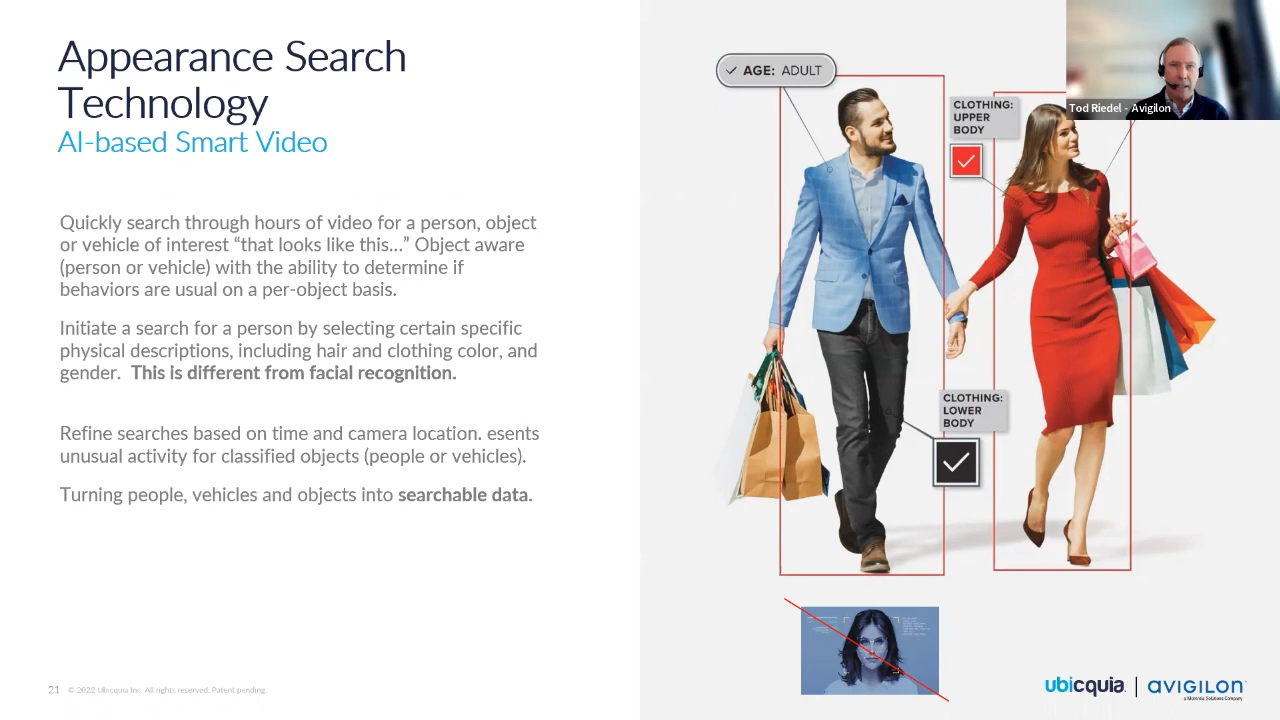 Appearance Search
Technology
AI-based Smart Video
Quickly search through hours of video for a person, object
or vehicle of interest “that looks like this...” Object aware
(person or vehicle) with the ability to determine if
behaviors are usual on a per-object basis.
Initiate a search for a person by selecting certain specific
physical descriptions, including hair and clothing color, and
gender.  This is different from facial recognition.
Refine searches based on time and camera location. esents
unusual activity for classified objects (people or vehicles).
Turning people, vehicles and objects into searchable data.
21 © 2022 Ubicquia Inc. All rights reserved. Patent pending.
AGE: ADULT
CLOTHING:
UPPER
BODY
CLOTHING:
LOWER
BODY
Tod Riedel - Avigilon
ubicquia | AVIGILON
a Motorola Solutions Company